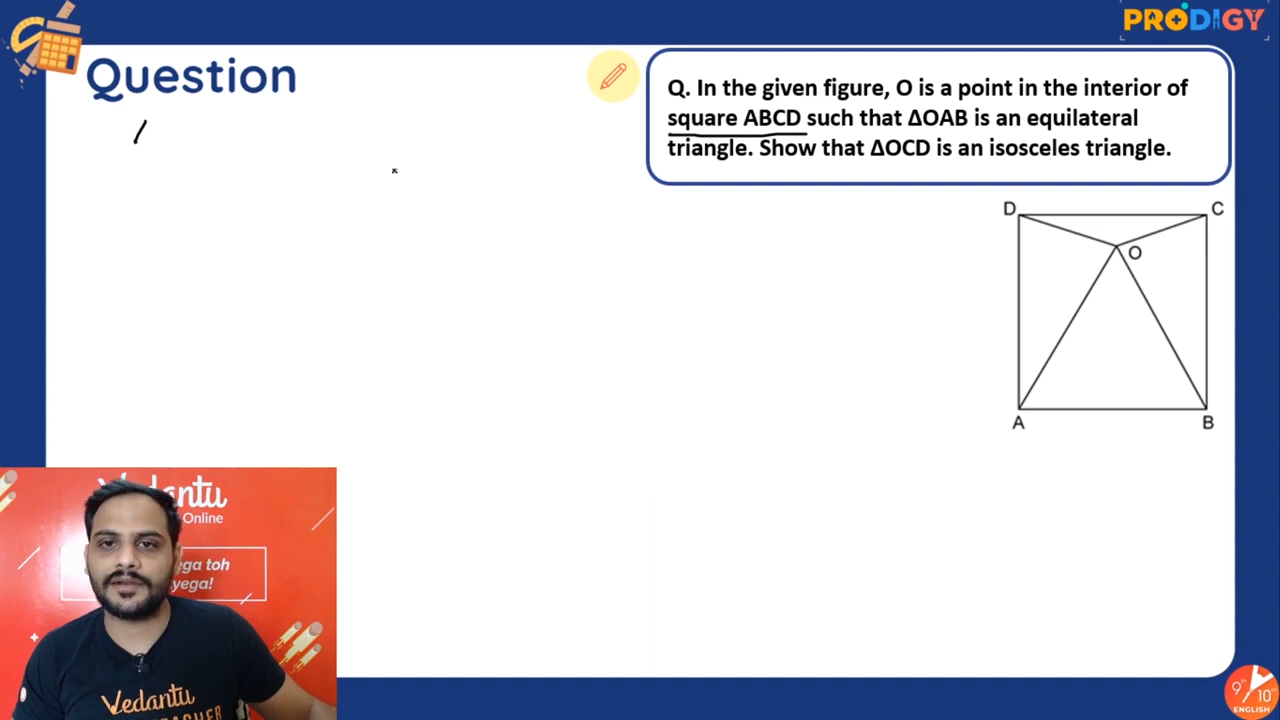 PRODIGY
Question
Q. In the given figure, O is a point in the interior of
square ABCD such that ΔOAB is an equilateral
triangle. Show that ΔOCD is an isosceles triangle.
D
C
O
A
B
Online
yega!
Vedantu
9th
10th
ENGLISH